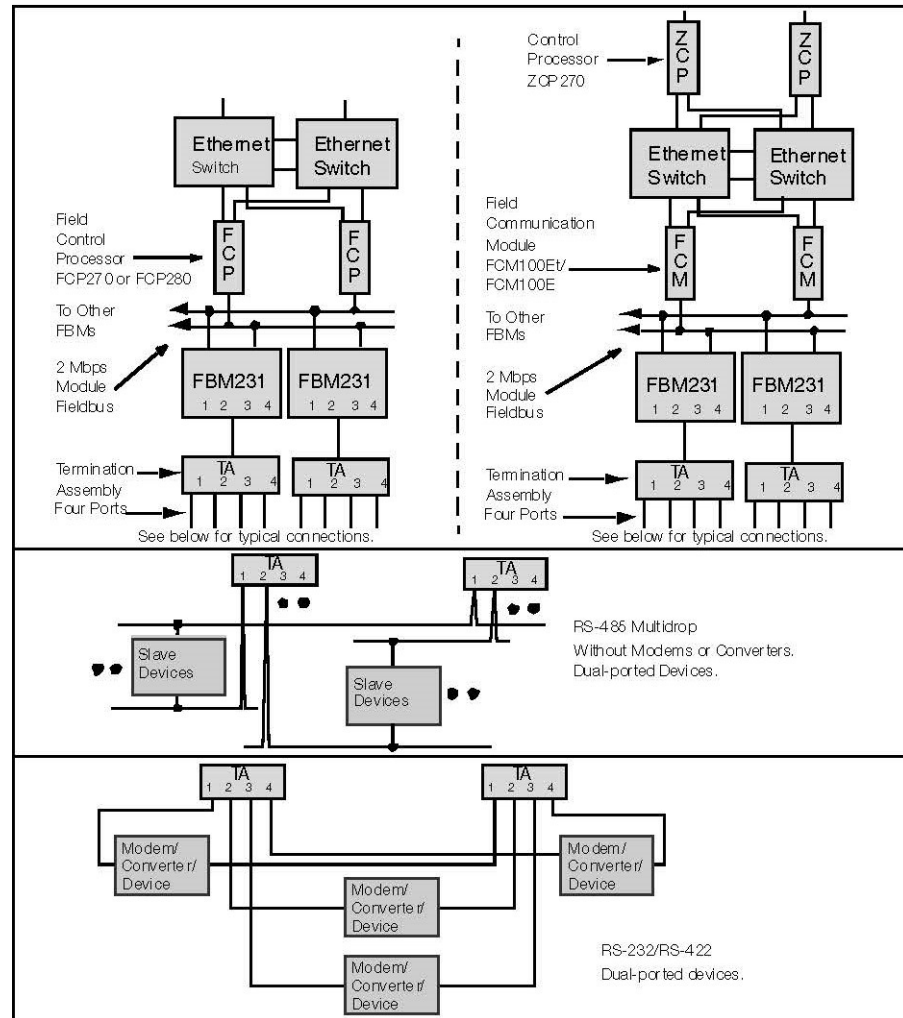 Ethernet
Switch
Ethernet
Switch
Field
Control
Processor
FCP270 or FCP280
FCP
FCP
To Other
FBMs
2 Mbps
Module
Fieldbus
FBM231
1 2 3 4
FBM231
1 2 3 4
Termination
Assembly
Four Ports
TA
1 2 3 4
TA
1 2 3 4
See below for typical connections.
Control
Processor
ZCP270
ZCP
ZCP
Ethernet
Switch
Ethernet
Switch
Field
Communication
Module
FCM100Et/
FCM100E
FCM
FCM
To Other
FBMs
2 Mbps
Module
Fieldbus
FBM231
1 2 3 4
FBM231
1 2 3 4
Termination
Assembly
Four Ports
TA
1 2 3 4
TA
1 2 3 4
See below for typical connections.
TA
1 2 3 4
TA
1 2 3 4
Slave
Devices
Slave
Devices
RS-485 Multidrop
Without Modems or Converters.
Dual-ported Devices.
TA
1 2 3 4
TA
1 2 3 4
Modem/
Converter/
Device
Modem/
Converter/
Device
Modem/
Converter/
Device
Modem/
Converter/
Device
RS-232/RS-422
Dual-ported devices.